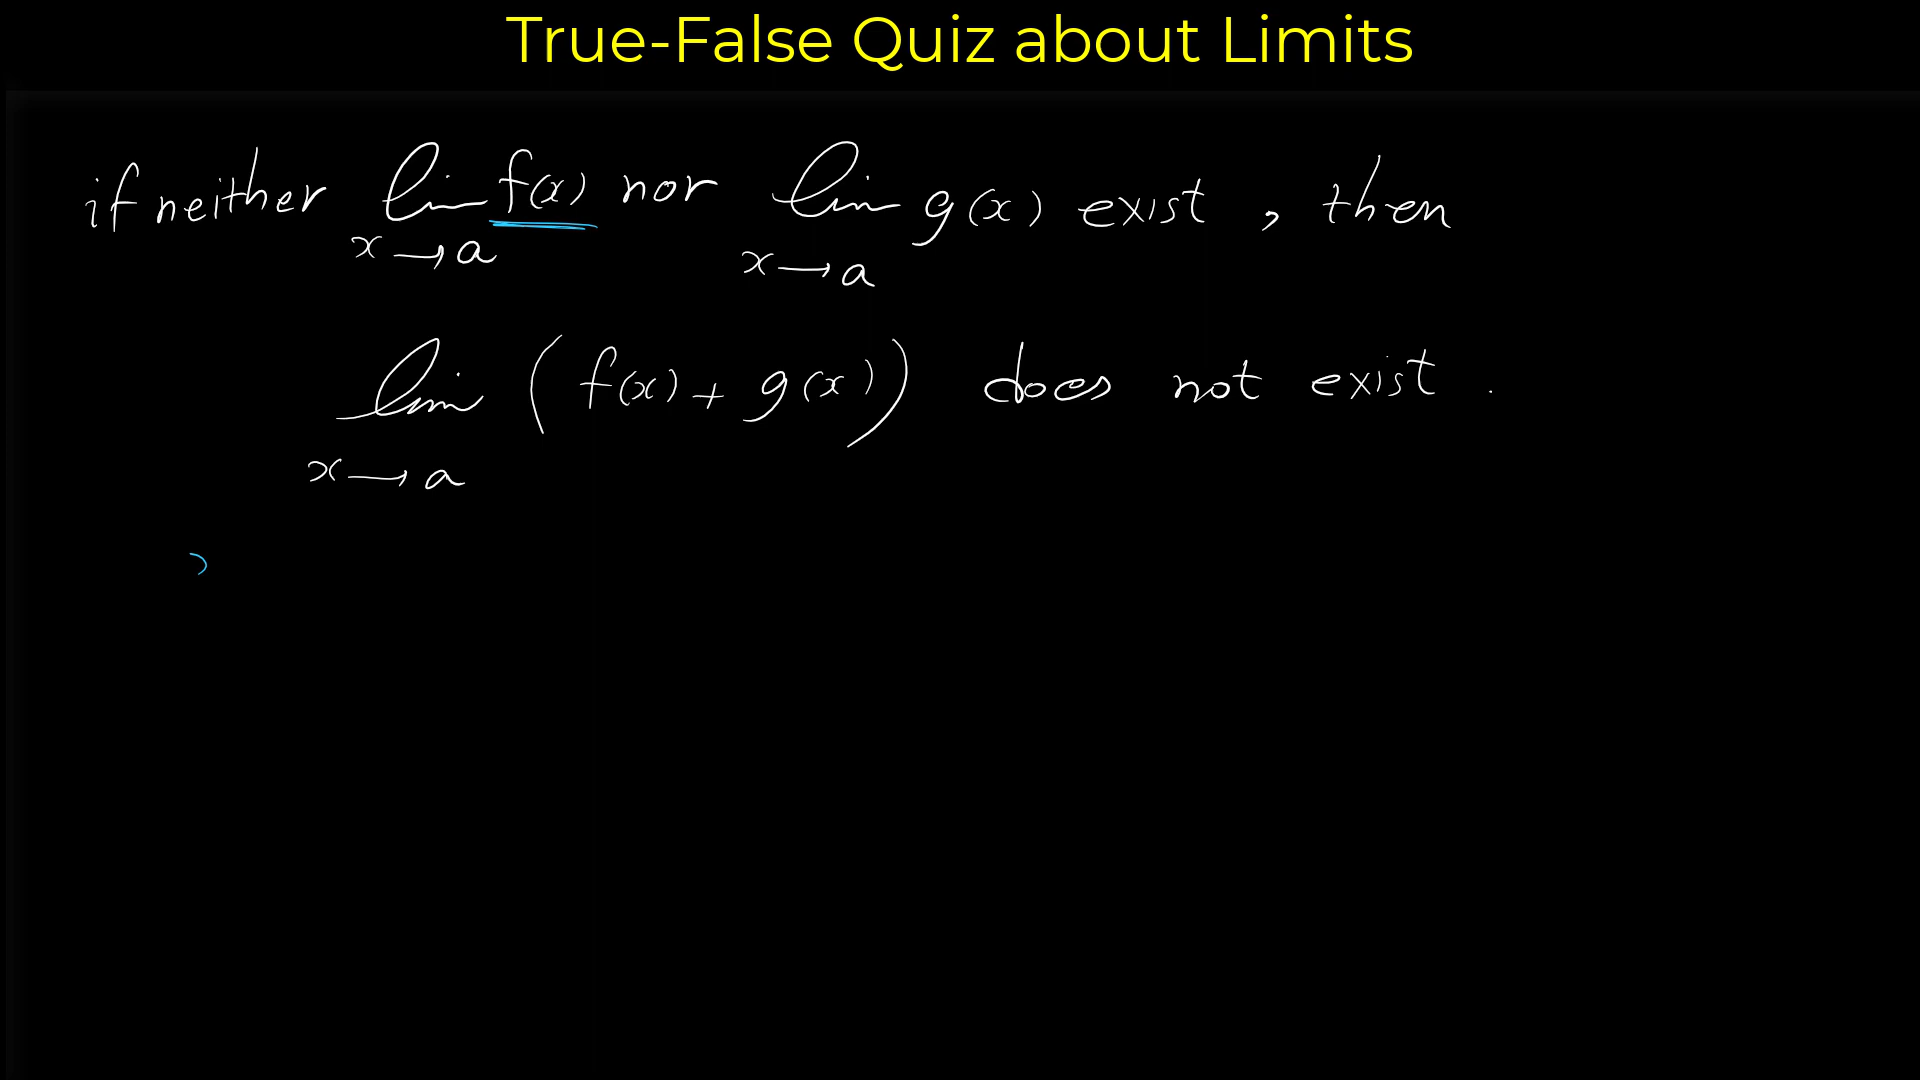 True-False Quiz about Limits
if neither lim f(x) nor lim g(x) exist , then
x→a x→a
lim (f(x) + g(x)) does not exist .
x→a